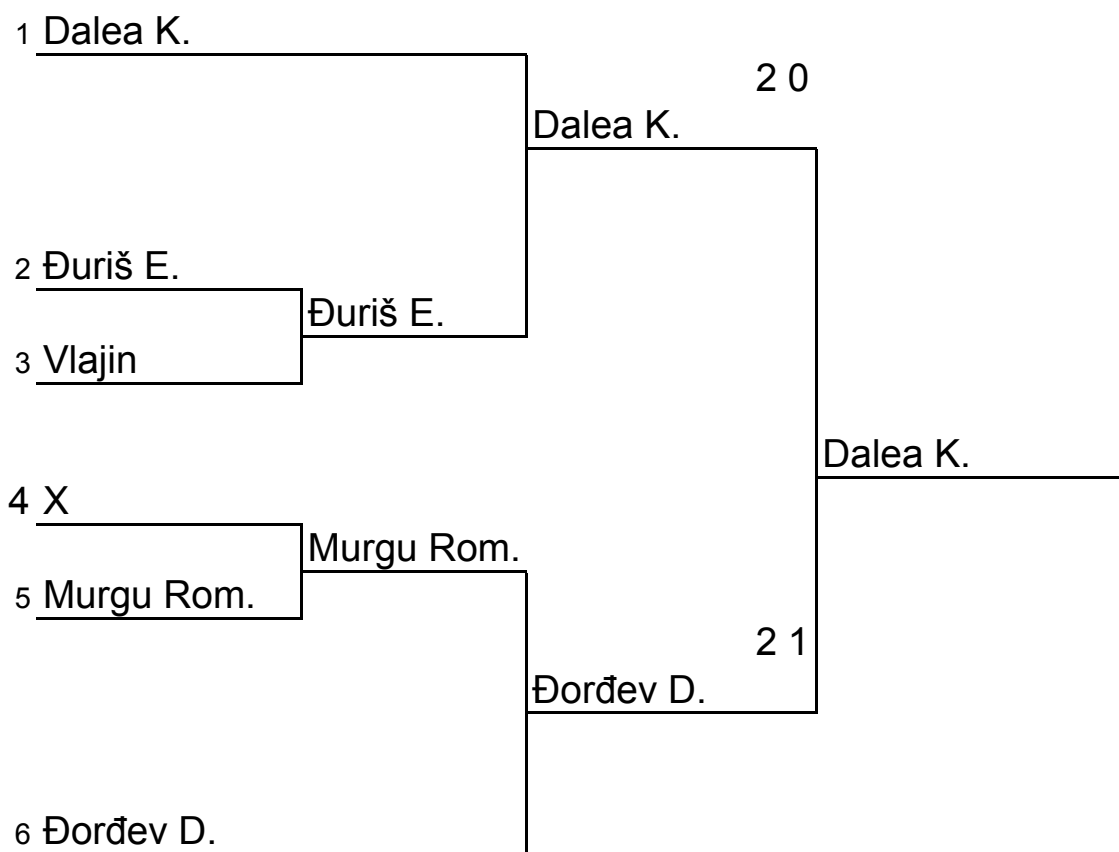 1 Dalea K.
2 0
Dalea K.
2 Đuriš E.
Đuriš E.
3 Vlajin
Dalea K.
4 X
Murgu Rom.
5 Murgu Rom.
2 1
Đorđev D.
6 Đorđev D.